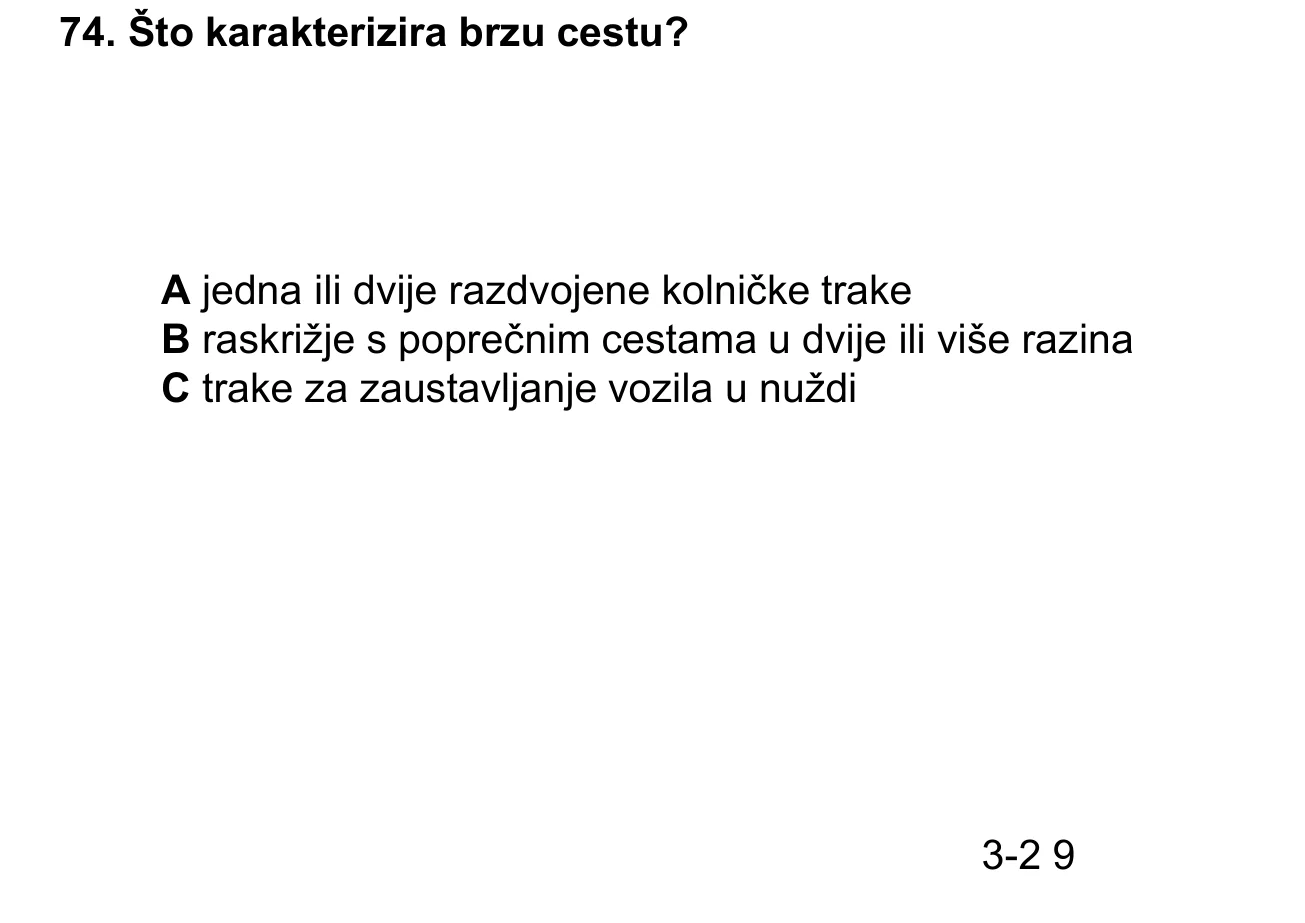 74. Što karakterizira brzu cestu?
A jedna ili dvije razdvojene kolničke trake
B raskrižje s poprečnim cestama u dvije ili više razina
C trake za zaustavljanje vozila u nuždi
3-2 9